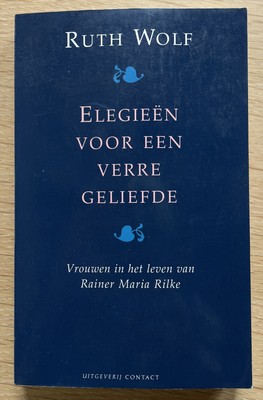 RUTH WOLF
ELEGIEËN
VOOR EEN
VERRE
GELIEFDE
Vrouwen in het leven van
Rainer Maria Rilke
UITGEVERIJ CONTACT